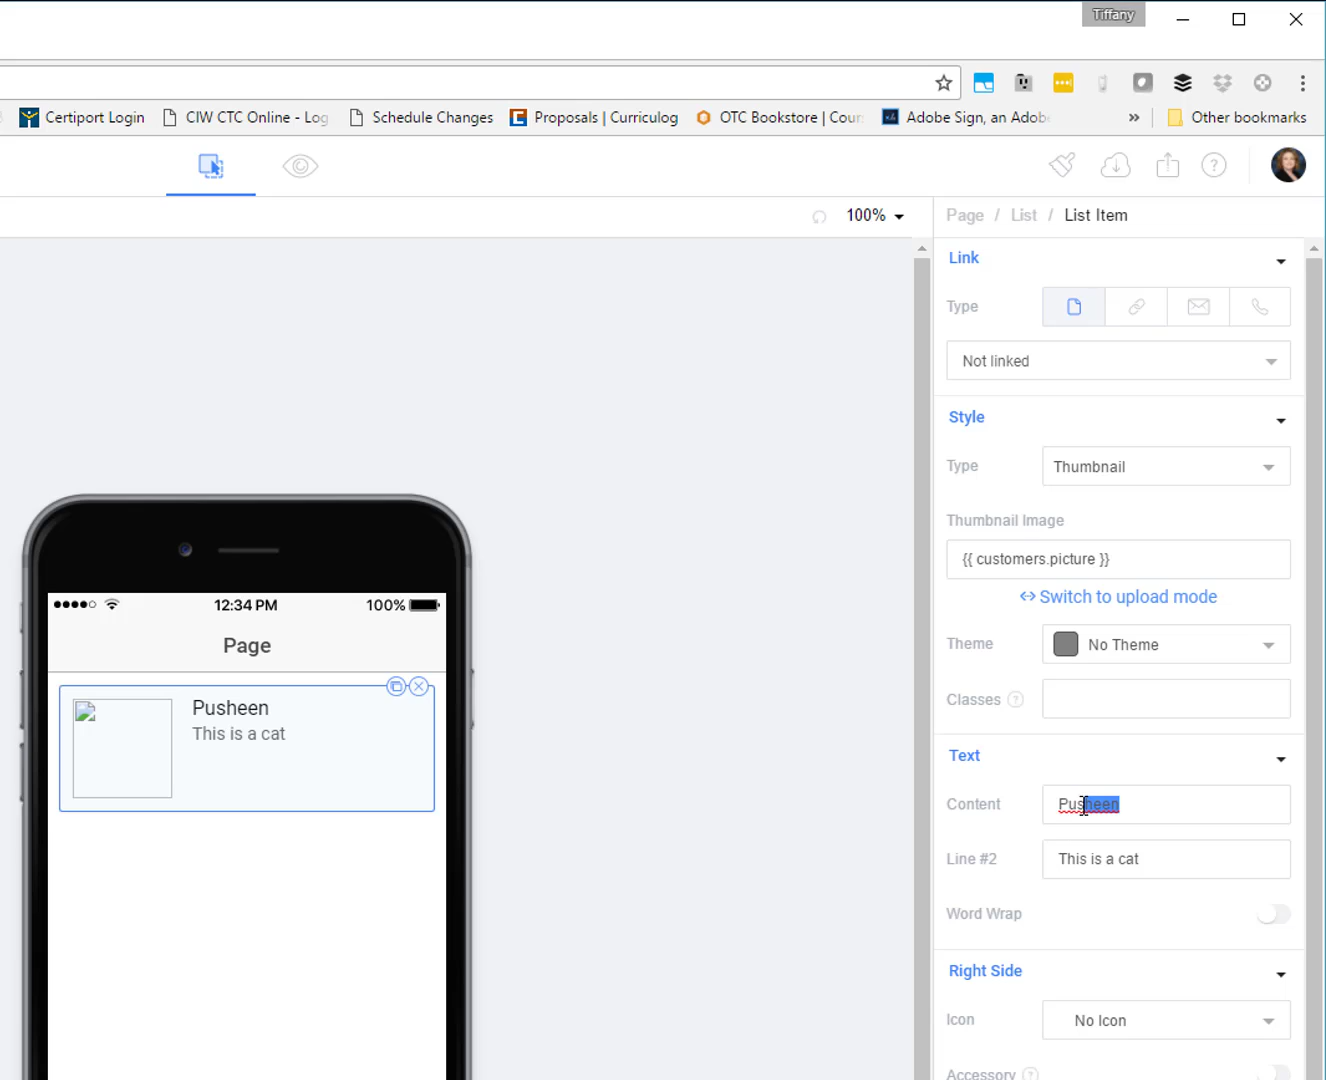 Tiffany
Certiport Login
CIW CTC Online - Log
Schedule Changes
Proposals | Curriculog
OTC Bookstore | Cour
Adobe Sign, an Adobe
»
Other bookmarks
100%
Page / List / List Item
Link
Type
Not linked
Style
Type
Thumbnail
Thumbnail Image
{{ customers.picture }}
Switch to upload mode
Theme
No Theme
Classes ?
Text
Content
Pusheen
Line #2
This is a cat
Word Wrap
Right Side
Icon
No Icon
Accessory ?
12:34 PM
100%
Page
Pusheen
This is a cat